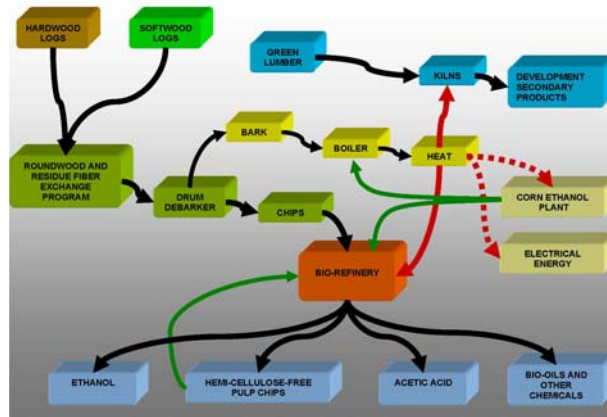 HARDWOOD
LOGS
SOFTWOOD
LOGS
GREEN
LUMBER
KILNS
DEVELOPMENT
SECONDARY
PRODUCTS
BARK
BOILER
HEAT
ROUNDWOOD AND
RESIDUE FIBER
EXCHANGE
PROGRAM
DRUM
DEBARKER
CHIPS
CORN ETHANOL
PLANT
ELECTRICAL
ENERGY
BIO-REFINERY
ETHANOL
HEMI-CELLULOSE-FREE
PULP CHIPS
ACETIC ACID
BIO-OILS AND
OTHER
CHEMICALS